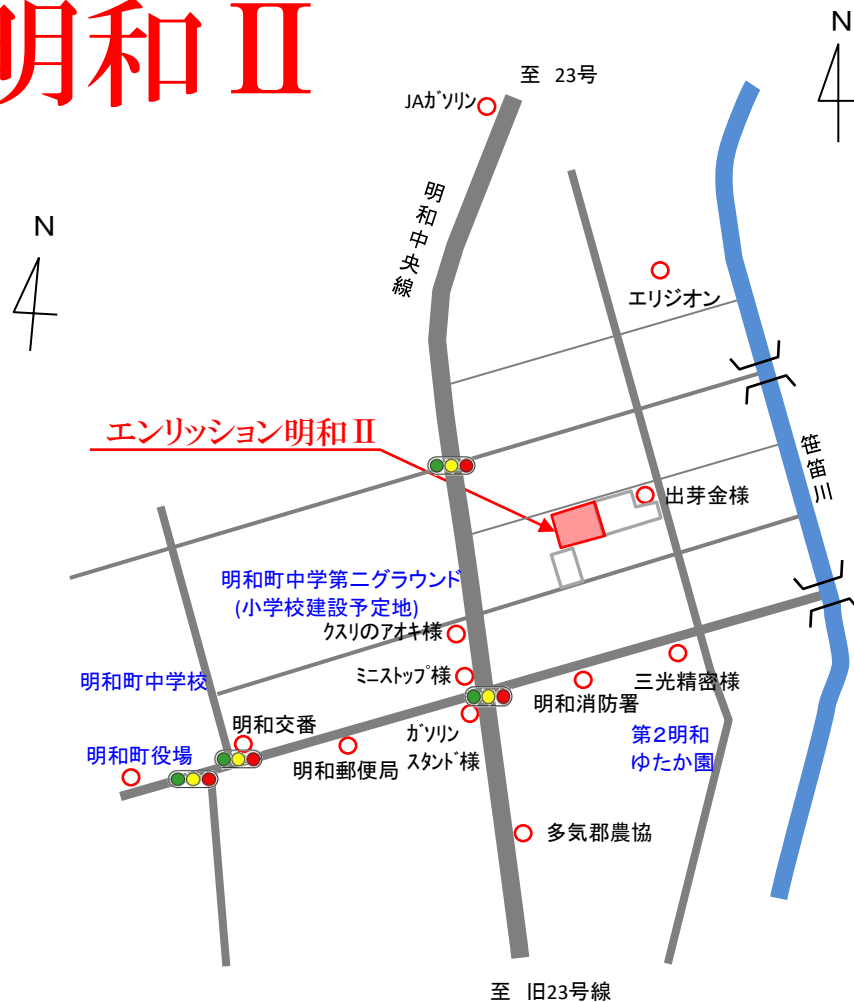 明和Ⅱ
N
至 23号
JAｶﾞｿﾘﾝ
明和中央線
N
エリジオン
エンリッション明和Ⅱ
笹笛川
出芽金様
明和町中学第二グラウンド
(小学校建設予定地)
ｸｽﾘのｱｵｷ様
明和町中学校
ﾐﾆｽﾄｯﾌﾟ様
三光精密様
明和消防署
明和交番
ｶﾞｿﾘﾝ
ｽﾀﾝﾄﾞ様
第２明和
ゆたか園
明和町役場
明和郵便局
多気郡農協
至 旧23号線